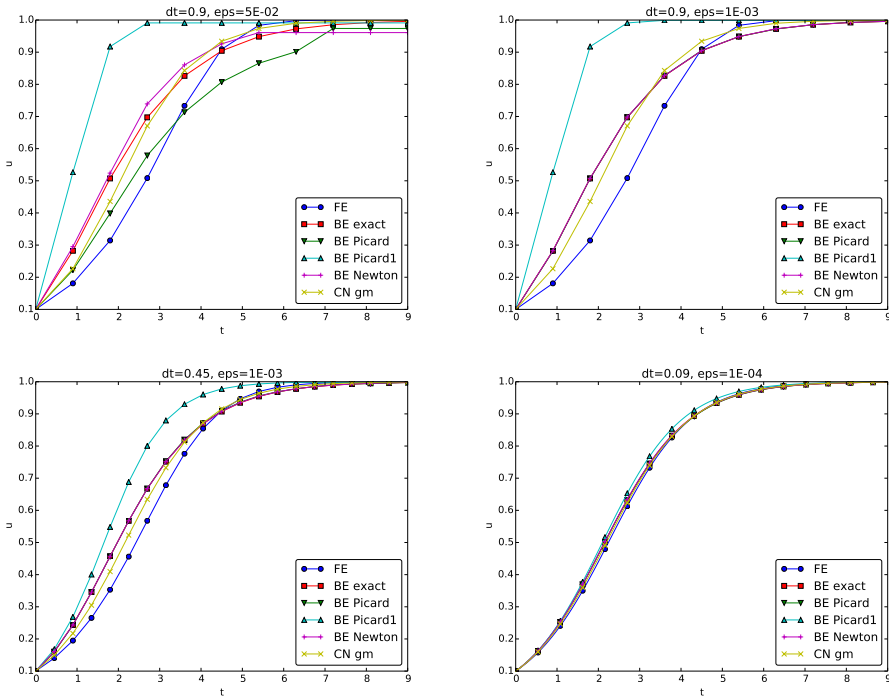 dt=0.9, eps=5E-02
1.0
0.9
0.8
0.7
0.6
0.5
0.4
0.3
0.2
0.1
u
0 1 2 3 4 5 6 7 8 9
t
FE
BE exact
BE Picard
BE Picard1
BE Newton
CN gm
dt=0.9, eps=1E-03
1.0
0.9
0.8
0.7
0.6
0.5
0.4
0.3
0.2
0.1
u
0 1 2 3 4 5 6 7 8 9
t
FE
BE exact
BE Picard
BE Picard1
BE Newton
CN gm
dt=0.45, eps=1E-03
1.0
0.9
0.8
0.7
0.6
0.5
0.4
0.3
0.2
0.1
u
0 1 2 3 4 5 6 7 8 9
t
FE
BE exact
BE Picard
BE Picard1
BE Newton
CN gm
dt=0.09, eps=1E-04
1.0
0.9
0.8
0.7
0.6
0.5
0.4
0.3
0.2
0.1
u
0 1 2 3 4 5 6 7 8 9
t
FE
BE exact
BE Picard
BE Picard1
BE Newton
CN gm